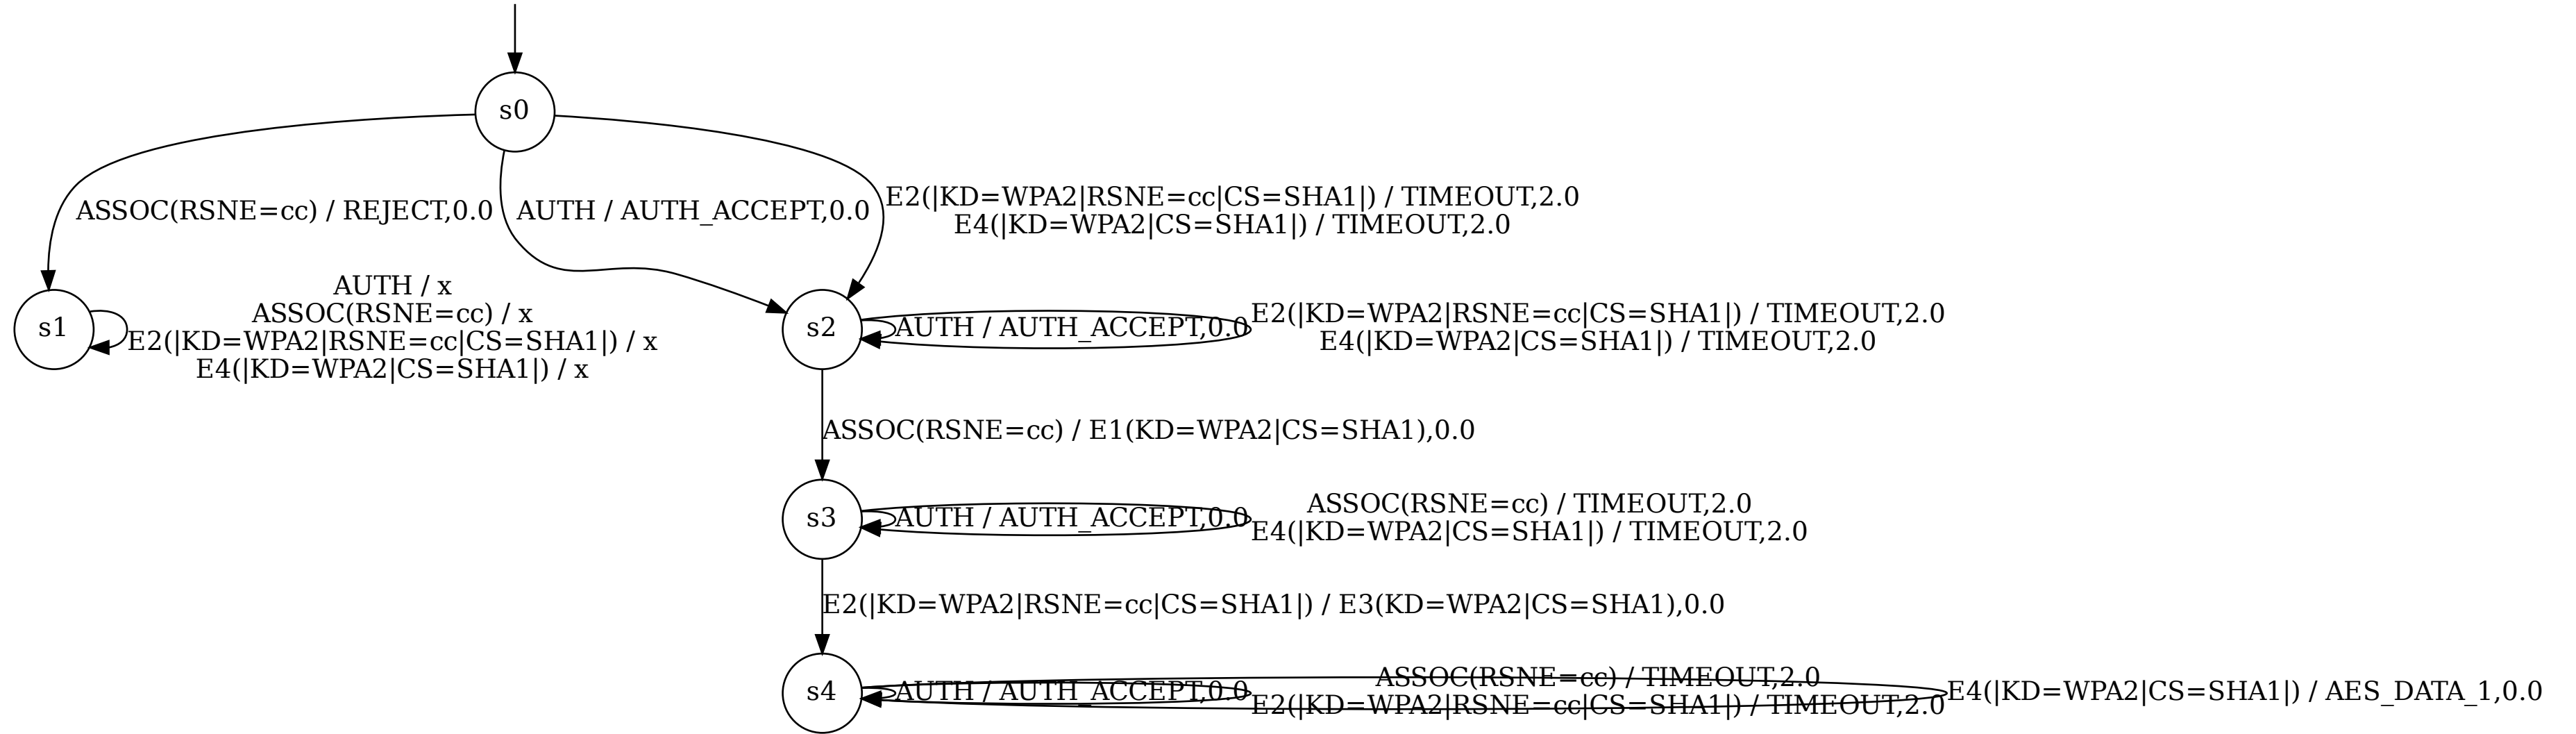 s0
ASSOC(RSNE=cc) / REJECT,0.0
AUTH / AUTH_ACCEPT,0.0
E2(|KD=WPA2|RSNE=cc|CS=SHA1|) / TIMEOUT,2.0
E4(|KD=WPA2|CS=SHA1|) / TIMEOUT,2.0
s1
AUTH / x
ASSOC(RSNE=cc) / x
E2(|KD=WPA2|RSNE=cc|CS=SHA1|) / x
E4(|KD=WPA2|CS=SHA1|) / x
s2
AUTH / AUTH_ACCEPT,0.0
E2(|KD=WPA2|RSNE=cc|CS=SHA1|) / TIMEOUT,2.0
E4(|KD=WPA2|CS=SHA1|) / TIMEOUT,2.0
ASSOC(RSNE=cc) / E1(KD=WPA2|CS=SHA1),0.0
s3
AUTH / AUTH_ACCEPT,0.0
ASSOC(RSNE=cc) / TIMEOUT,2.0
E4(|KD=WPA2|CS=SHA1|) / TIMEOUT,2.0
E2(|KD=WPA2|RSNE=cc|CS=SHA1|) / E3(KD=WPA2|CS=SHA1),0.0
s4
AUTH / AUTH_ACCEPT,0.0
ASSOC(RSNE=cc) / TIMEOUT,2.0
E2(|KD=WPA2|RSNE=cc|CS=SHA1|) / TIMEOUT,2.0
E4(|KD=WPA2|CS=SHA1|) / AES_DATA_1,0.0